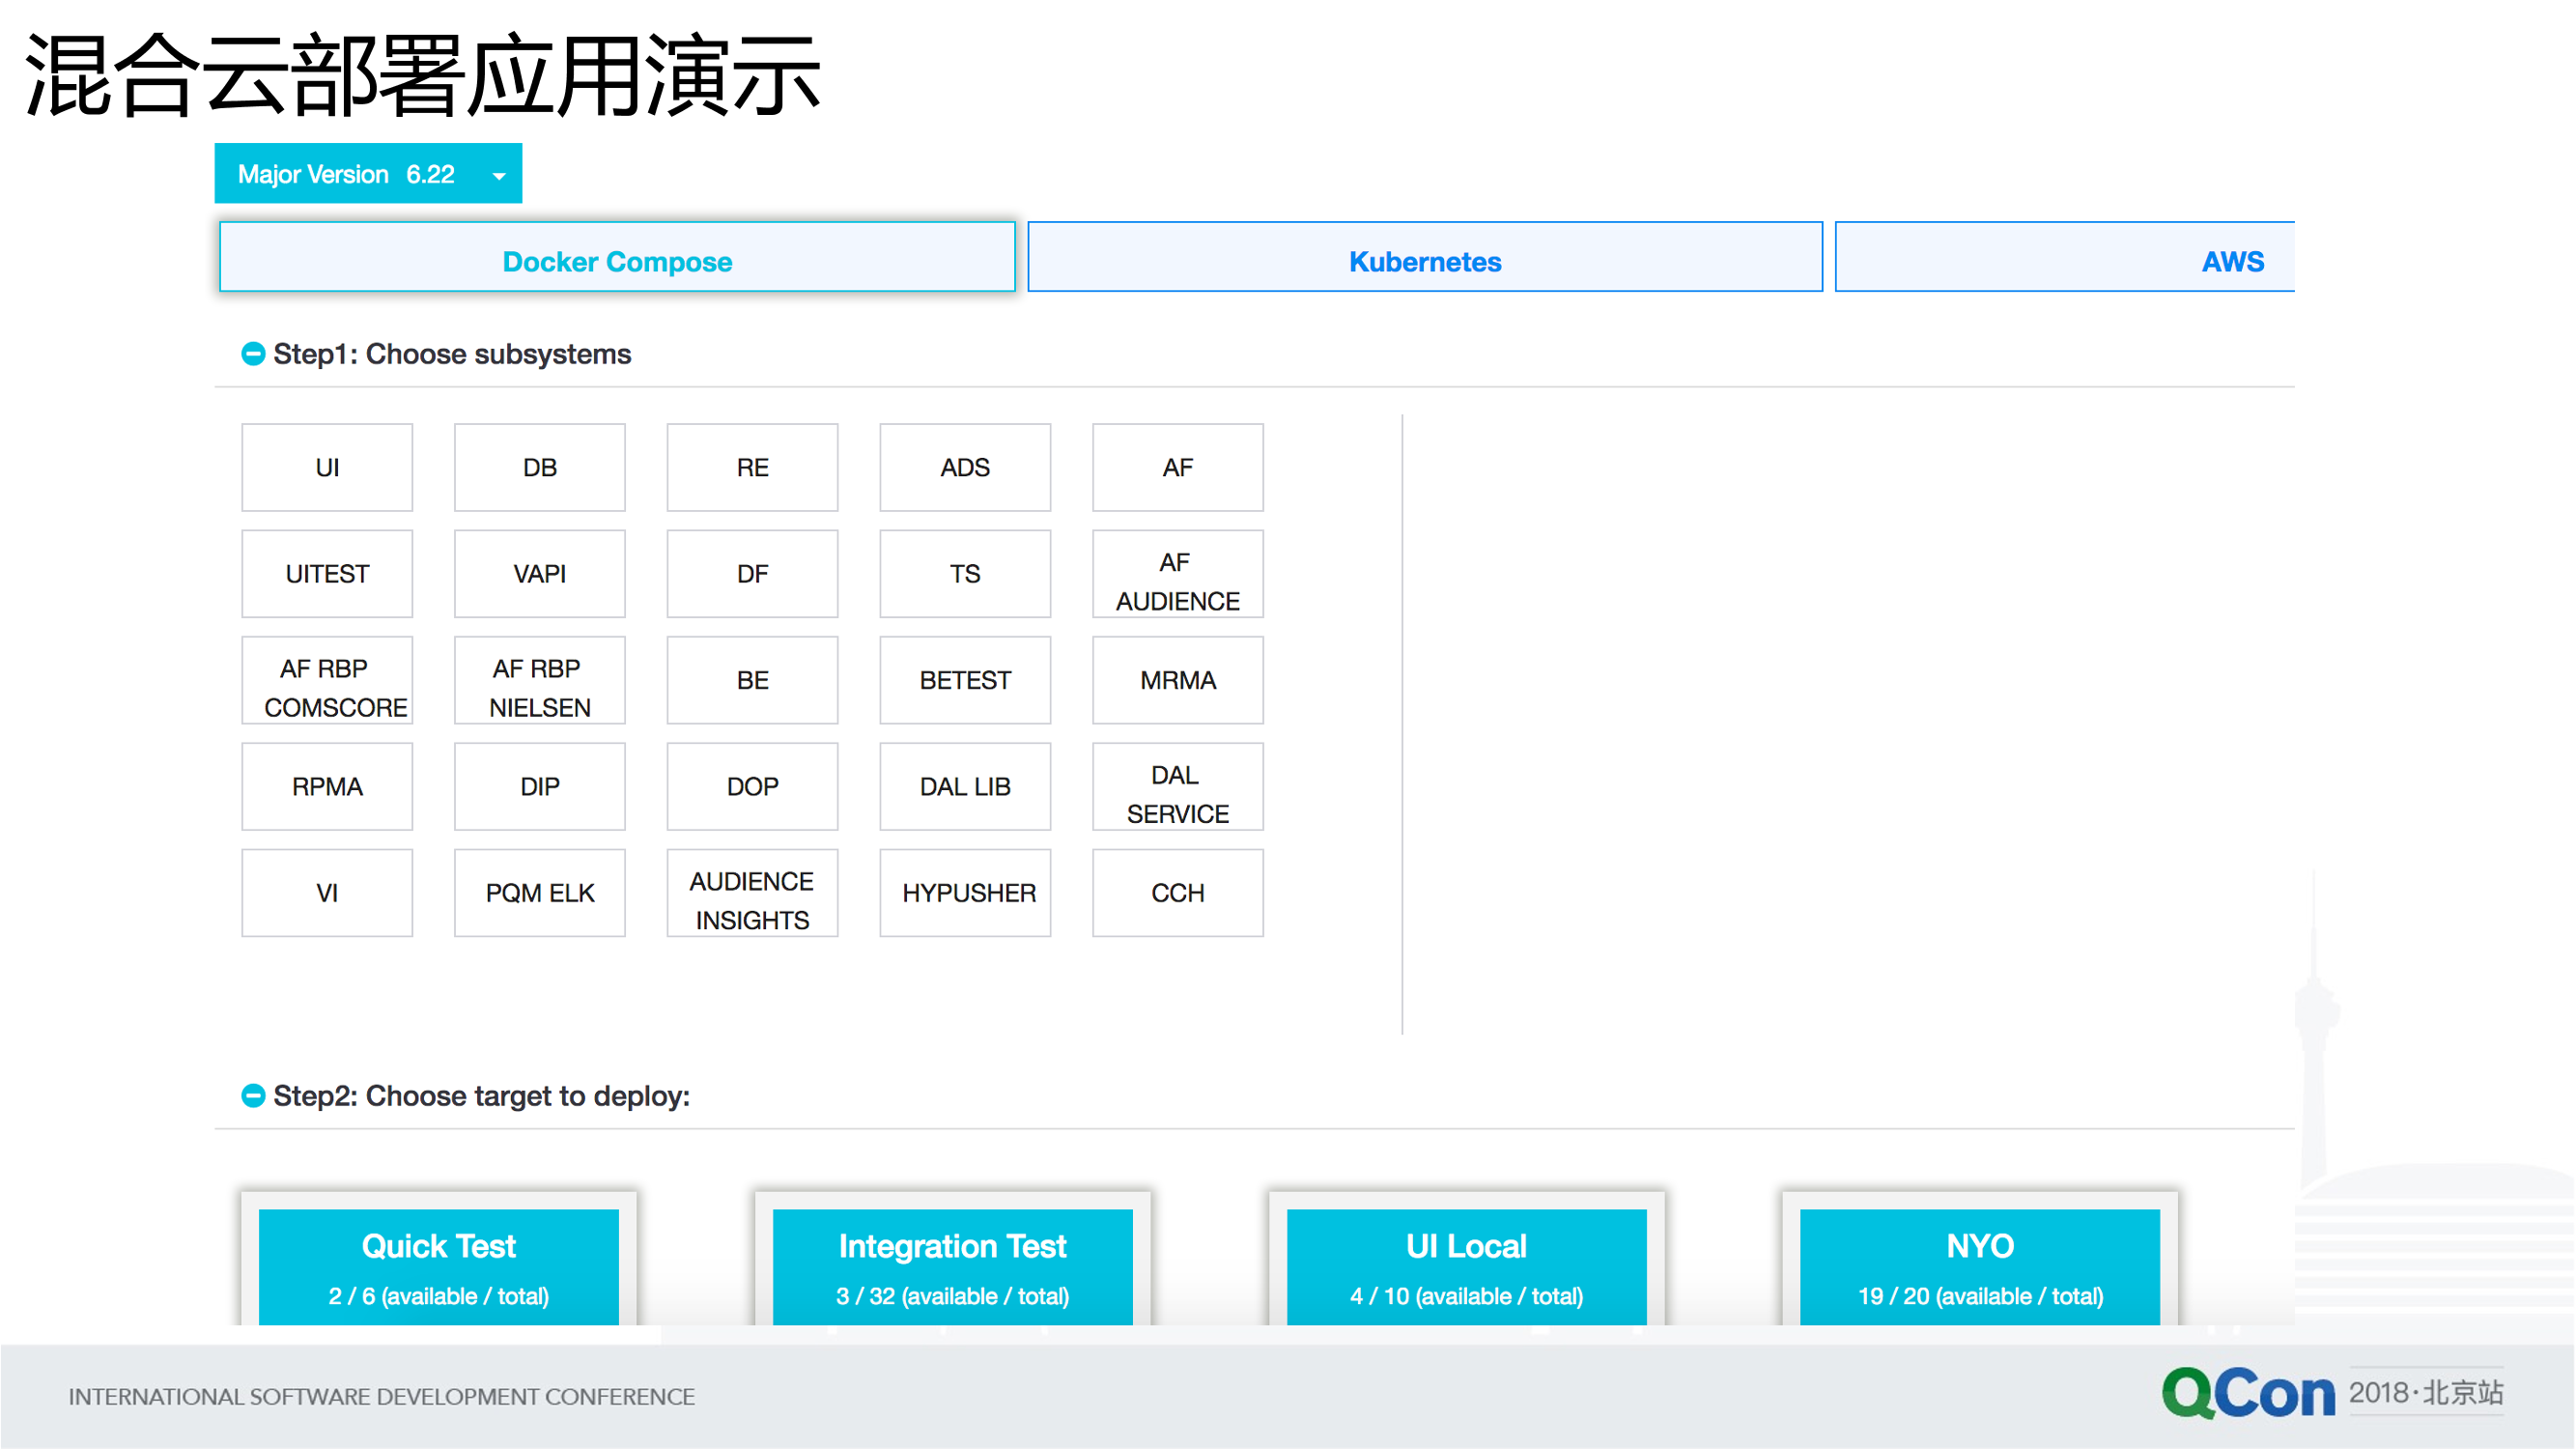 混合云部署应用演示
Major Version 6.22
Docker Compose
Kubernetes
AWS
Step1: Choose subsystems
UI
DB
RE
ADS
AF
UITEST
VAPI
DF
TS
AF
AUDIENCE
AF RBP
COMSCORE
AF RBP
NIELSEN
BE
BETEST
MRMA
RPMA
DIP
DOP
DAL LIB
DAL
SERVICE
VI
PQM ELK
AUDIENCE
INSIGHTS
HYPUSHER
CCH
Step2: Choose target to deploy:
Quick Test
2 / 6 (available / total)
Integration Test
3 / 32 (available / total)
UI Local
4 / 10 (available / total)
NYO
19 / 20 (available / total)
INTERNATIONAL SOFTWARE DEVELOPMENT CONFERENCE
QCon 2018·北京站